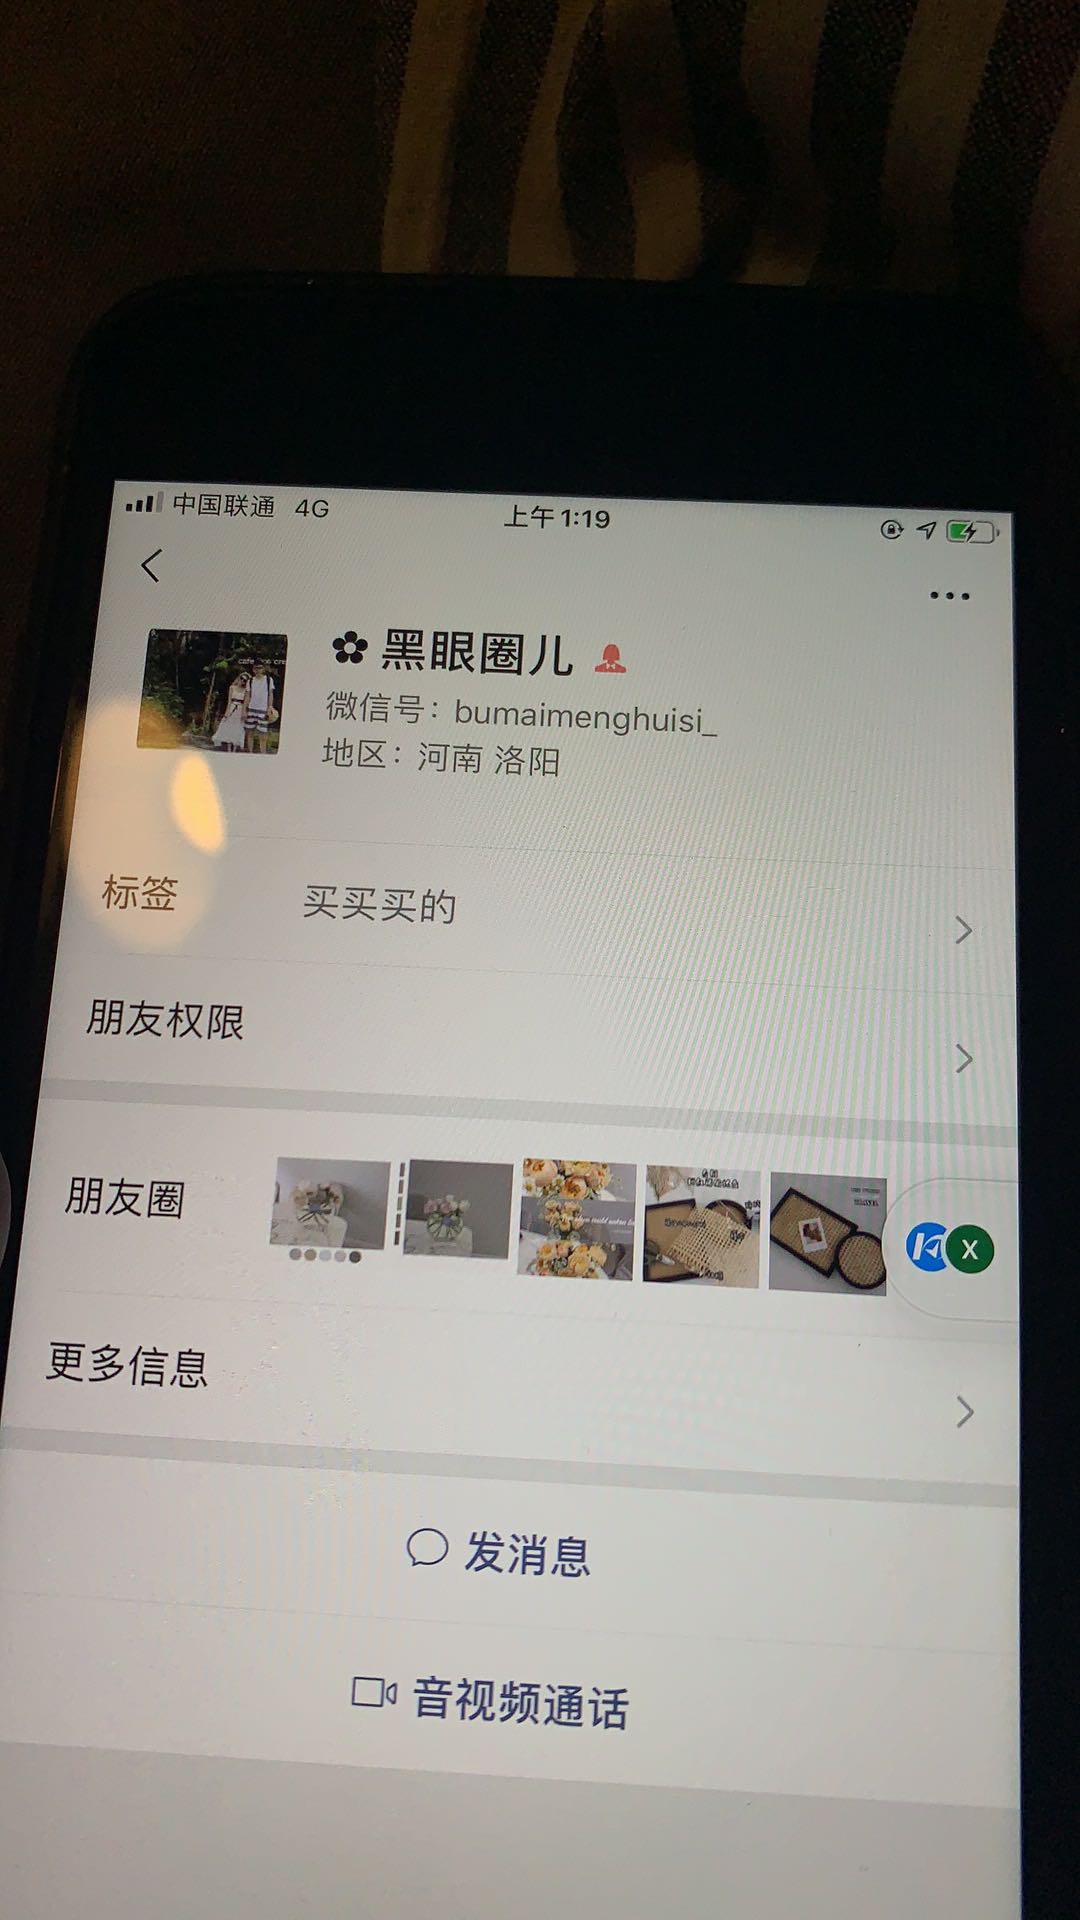 中国联通 4G
上午1:19
✿ 黑眼圈儿
微信号：bumaimenghuisi_
地区：河南 洛阳
标签 买买买的
朋友权限
朋友圈
X
更多信息
发消息
音视频通话